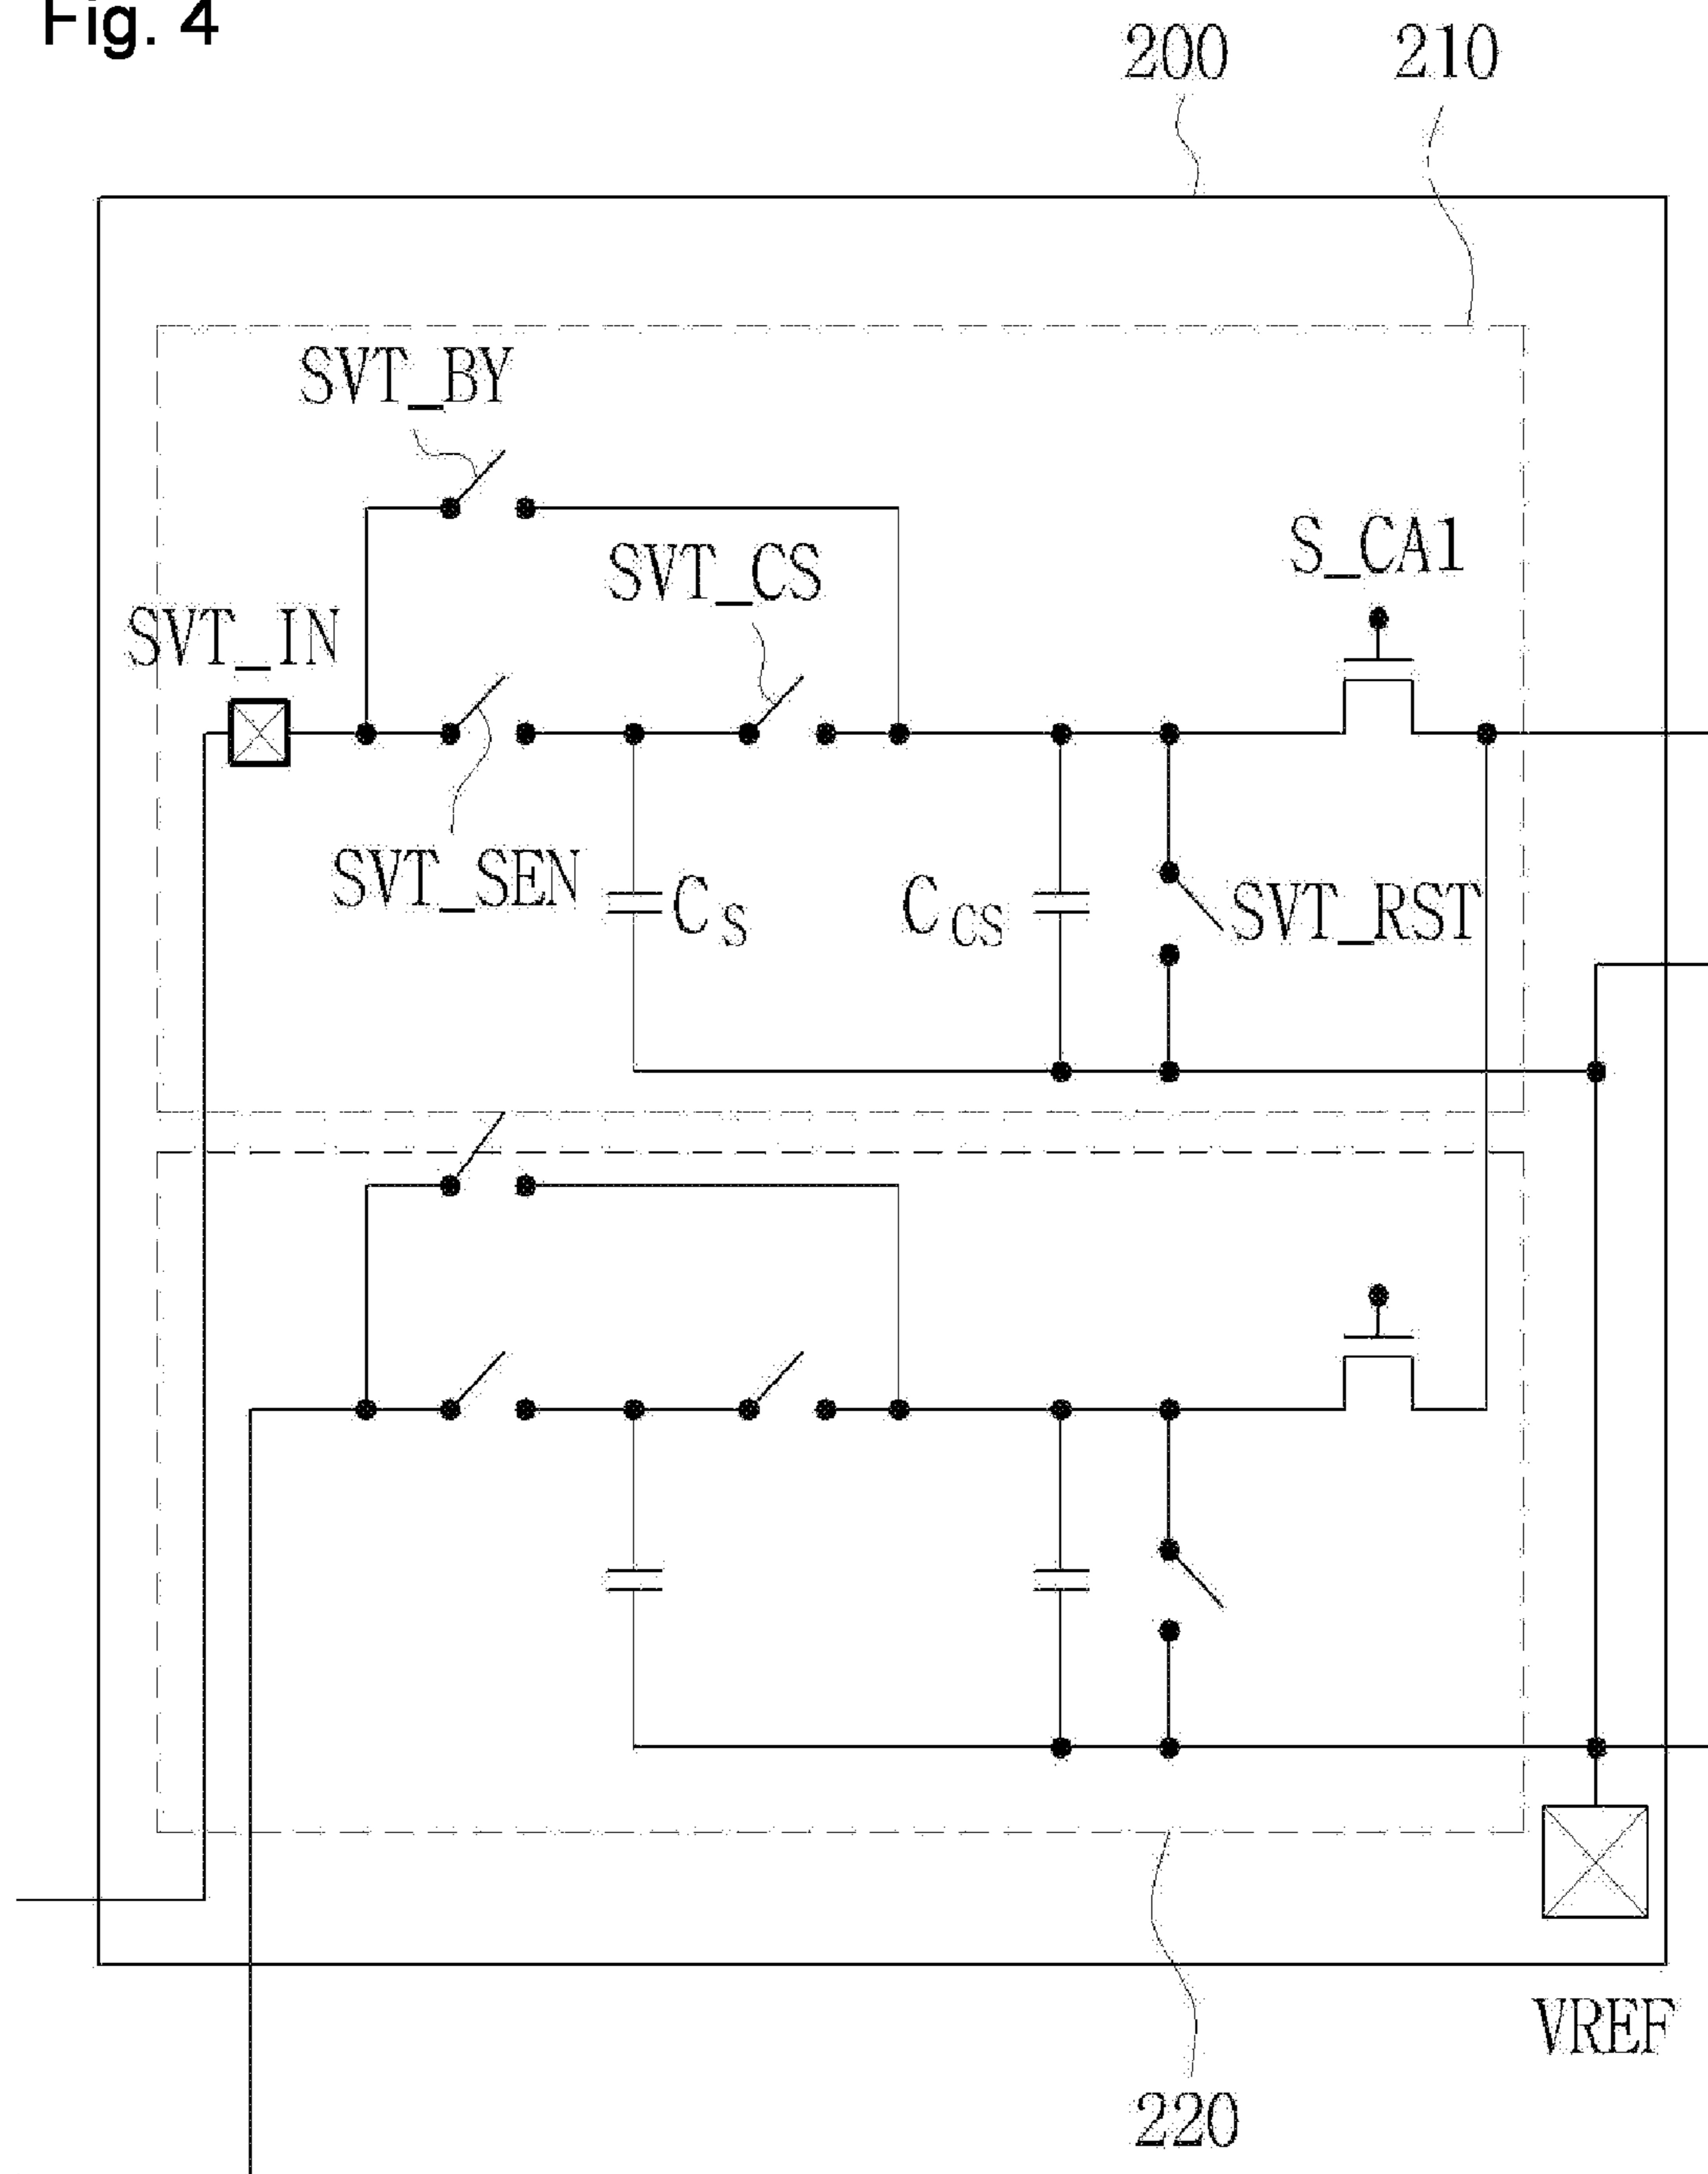 Fig. 4
200
210
SVT_BY
S_CA1
SVT_CS
SVT_IN
SVT_SEN
CS
CCS
SVT_RST
VREF
220